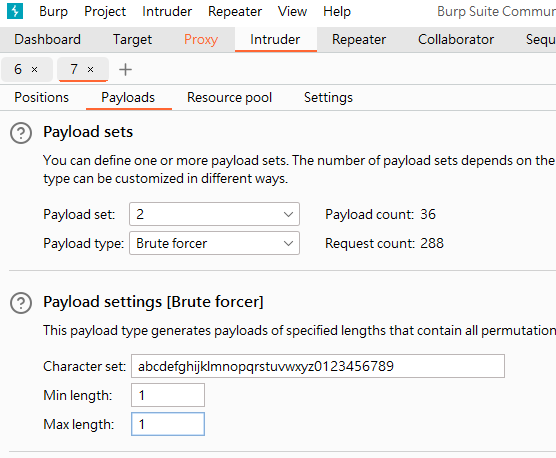 Burp Project Intruder Repeater View Help Burp Suite Commun
Dashboard Target Proxy Intruder Repeater Collaborator Sequ
6 × 7 × +
Positions Payloads Resource pool Settings
? Payload sets
You can define one or more payload sets. The number of payload sets depends on the
type can be customized in different ways.
Payload set: 2 Payload count: 36
Payload type: Brute forcer Request count: 288
? Payload settings [Brute forcer]
This payload type generates payloads of specified lengths that contain all permutation
Character set: abcdefghijklmnopqrstuvwxyz0123456789
Min length: 1
Max length: 1